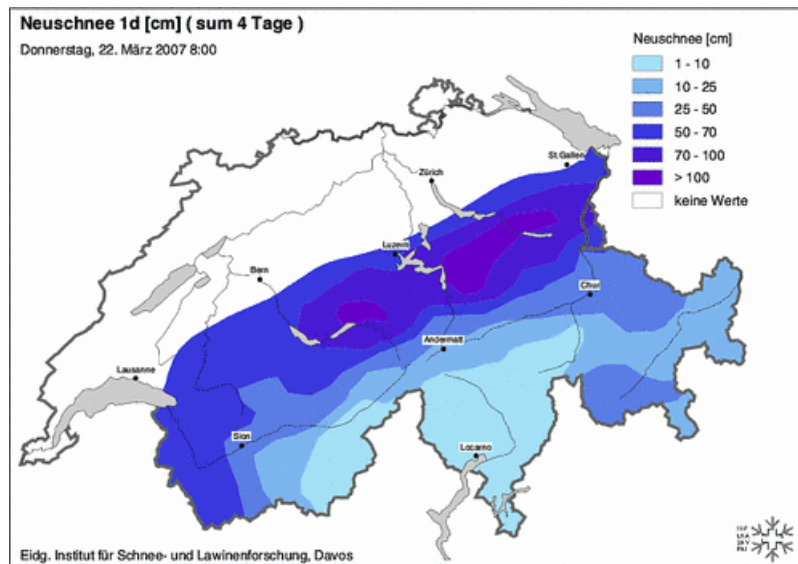 Neuschnee 1d [cm] ( sum 4 Tage )
Donnerstag, 22. März 2007 8:00
Neuschnee [cm]
1 - 10
10 - 25
25 - 50
50 - 70
70 - 100
> 100
keine Werte
St.Gallen
Zürich
Luzern
Bern
Chur
Andermatt
Lausanne
Sion
Locarno
Eidg. Institut für Schnee- und Lawinenforschung, Davos